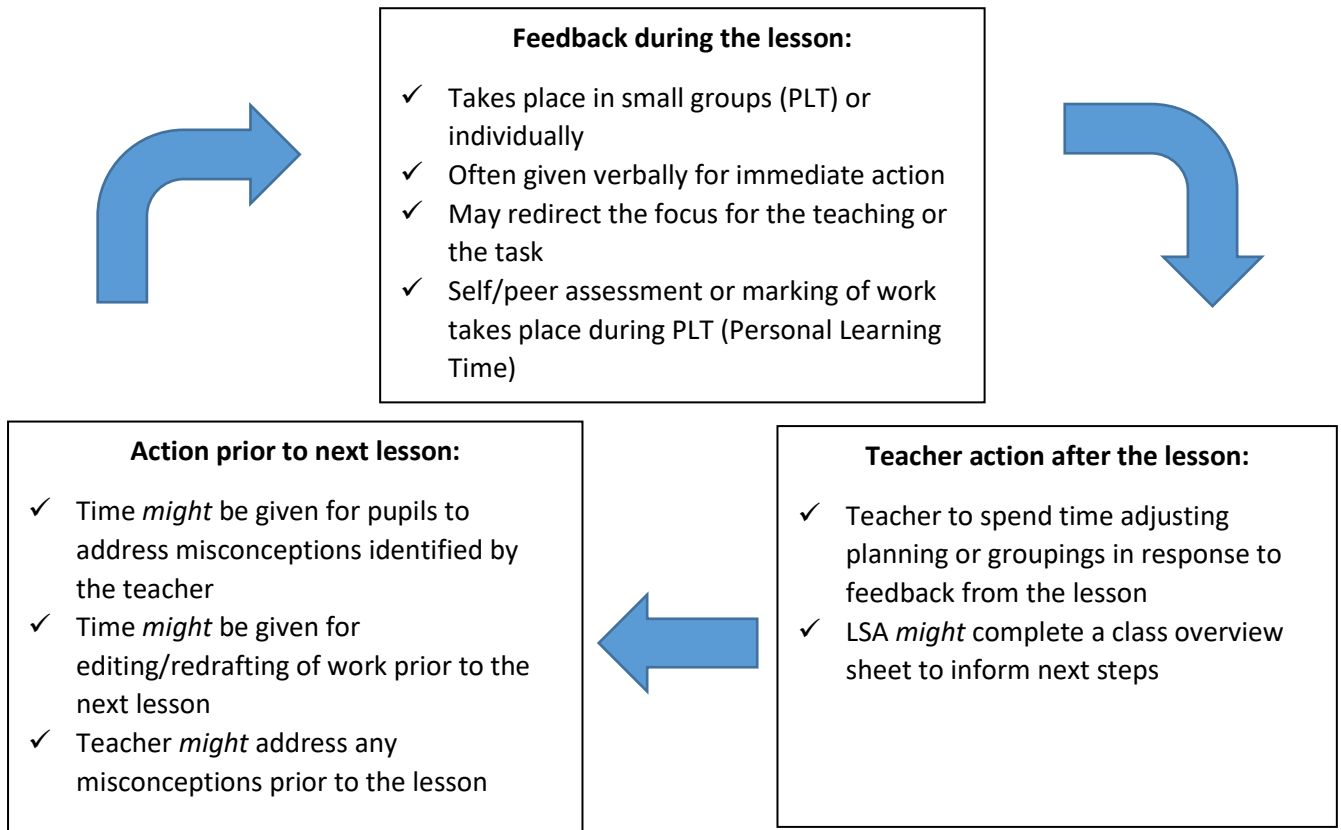 Feedback during the lesson:
✓ Takes place in small groups (PLT) or
individually
✓ Often given verbally for immediate action
✓ May redirect the focus for the teaching or
the task
✓ Self/peer assessment or marking of work
takes place during PLT (Personal Learning
Time)
Action prior to next lesson:
✓ Time might be given for pupils to
address misconceptions identified by
the teacher
✓ Time might be given for
editing/redrafting of work prior to the
next lesson
✓ Teacher might address any
misconceptions prior to the lesson
Teacher action after the lesson:
✓ Teacher to spend time adjusting
planning or groupings in response to
feedback from the lesson
✓ LSA might complete a class overview
sheet to inform next steps